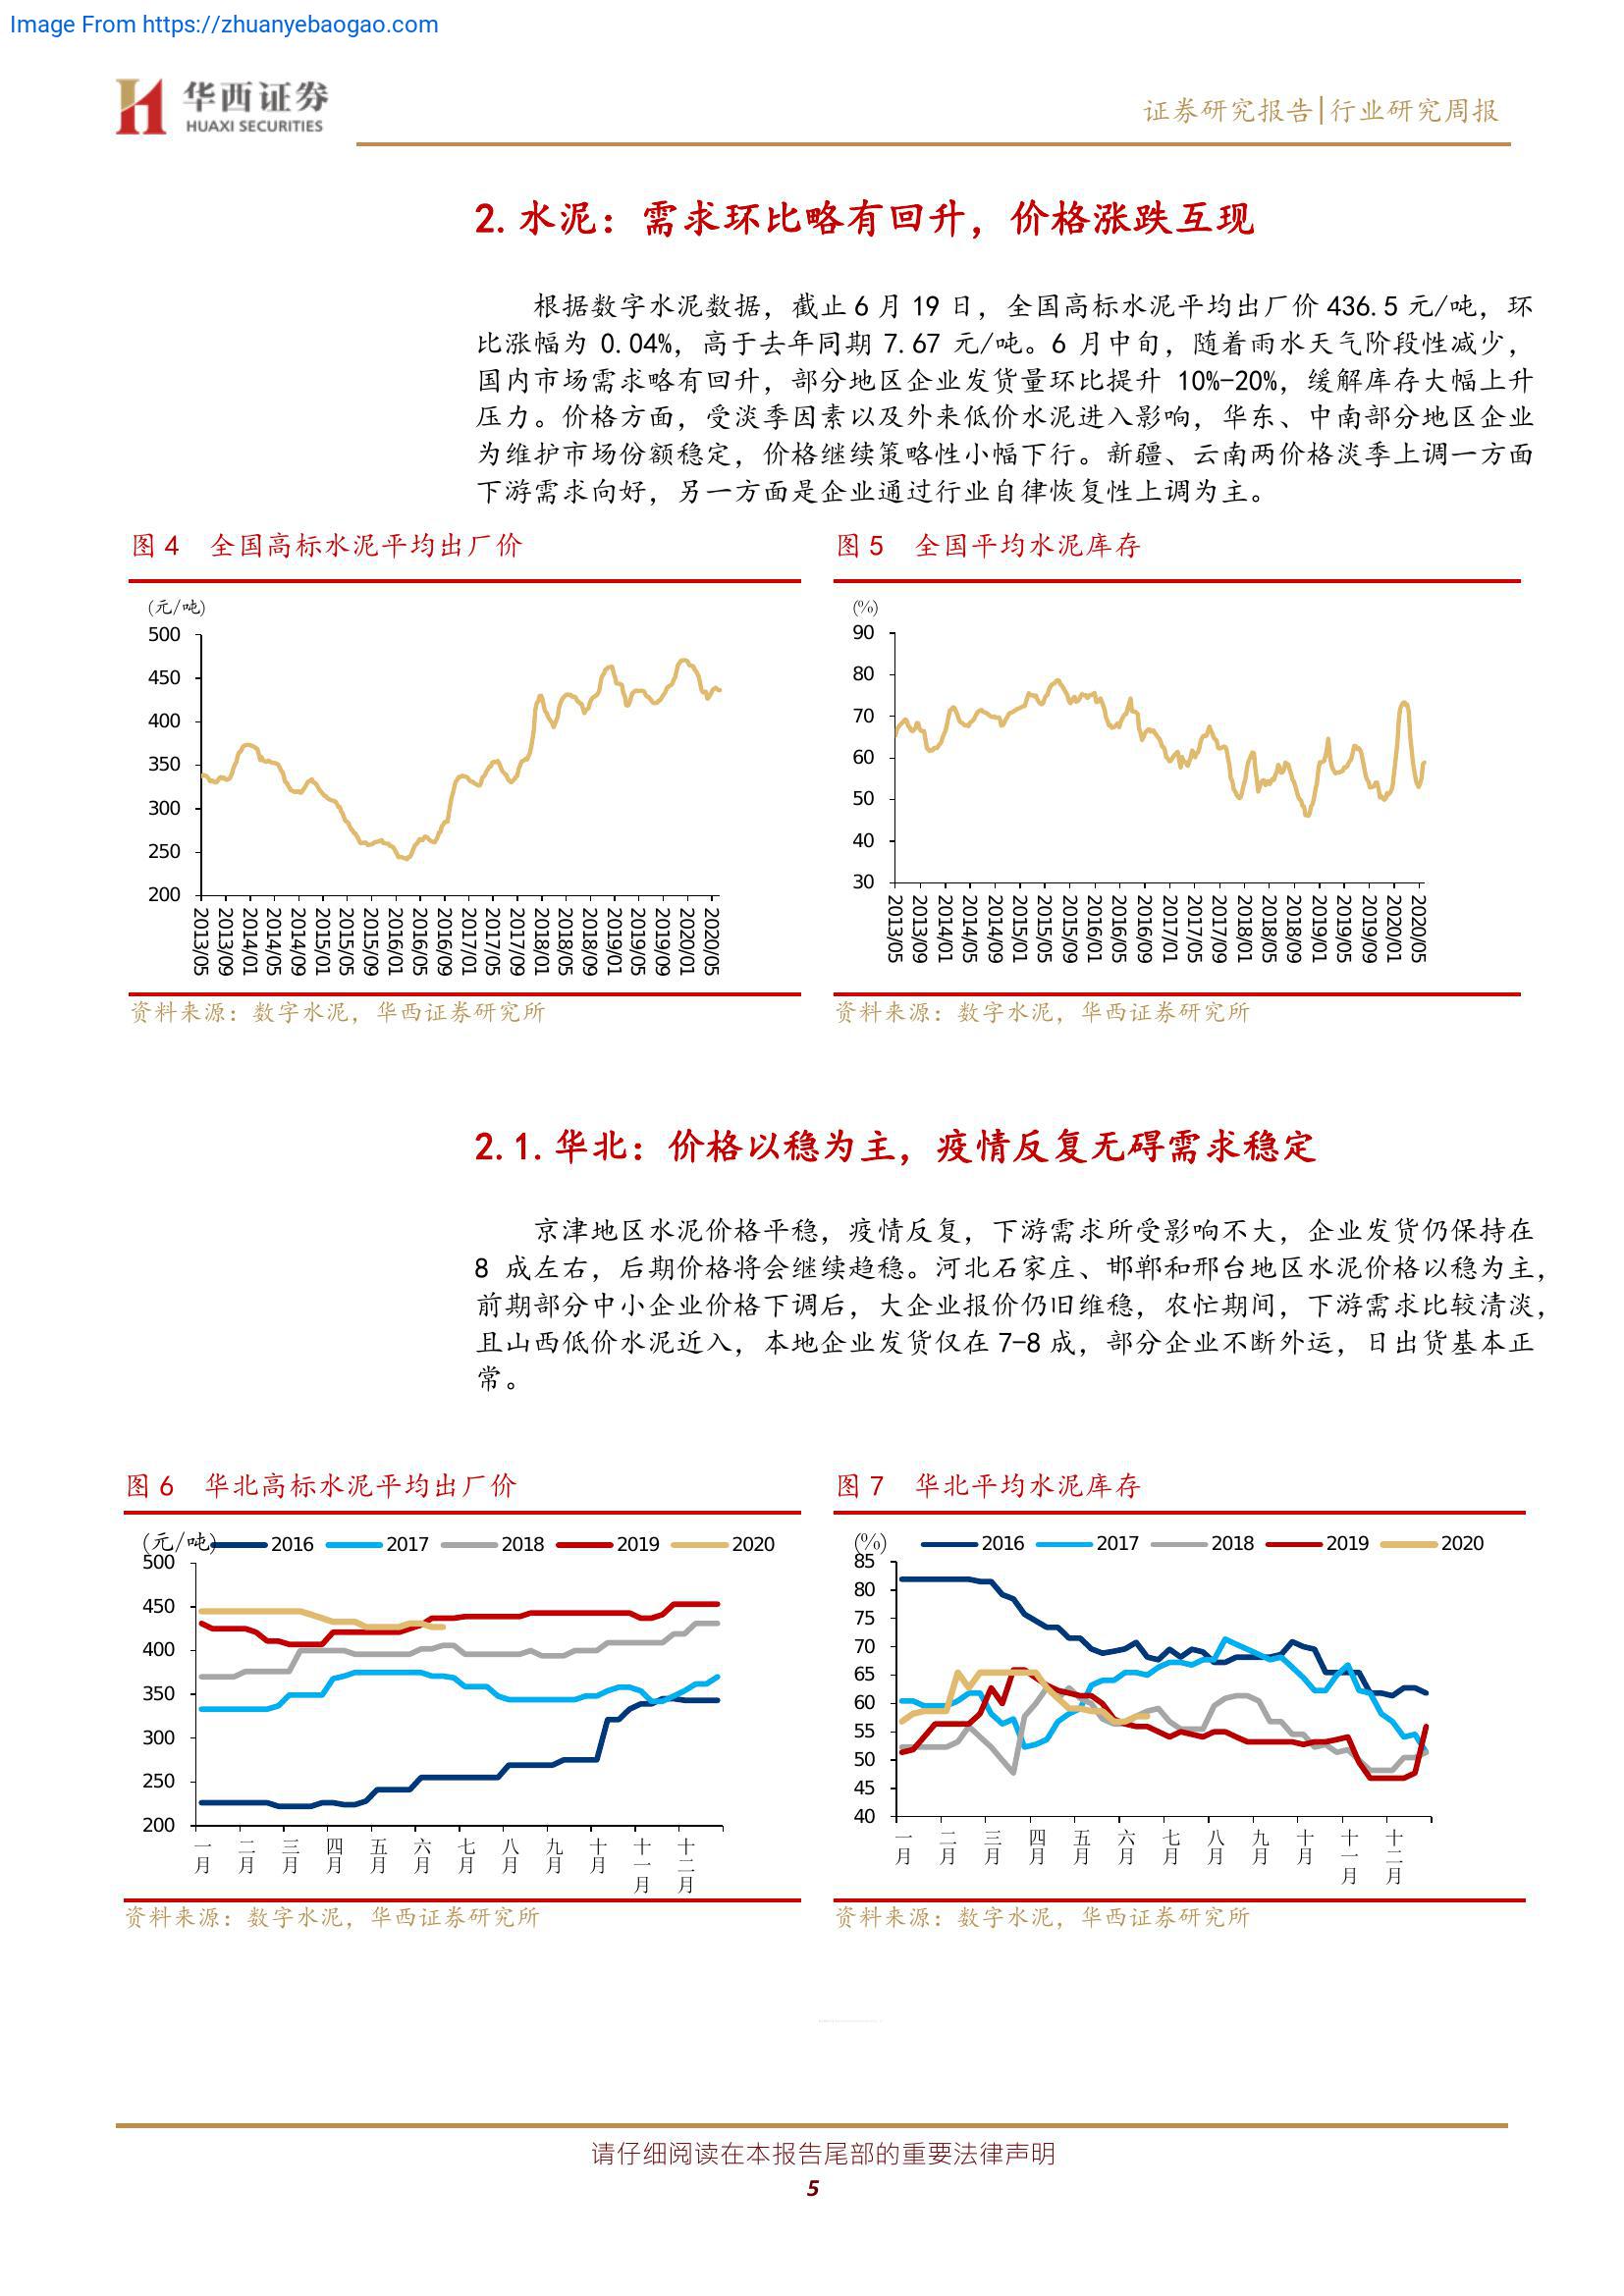 Image From https://zhuanyebaogao.com
华西证券
HUAXI SECURITIES
证券研究报告|行业研究周报
2. 水泥：需求环比略有回升，价格涨跌互现
根据数字水泥数据，截止 6 月 19 日，全国高标水泥平均出厂价 436.5 元/吨，环
比涨幅为 0.04%，高于去年同期 7.67 元/吨。6 月中旬，随着雨水天气阶段性减少，
国内市场需求略有回升，部分地区企业发货量环比提升 10%-20%，缓解库存大幅上升
压力。价格方面，受淡季因素以及外来低价水泥进入影响，华东、中南部分地区企业
为维护市场份额稳定，价格继续策略性小幅下行。新疆、云南两价格淡季上调一方面
下游需求向好，另一方面是企业通过行业自律恢复性上调为主。
图 4 全国高标水泥平均出厂价
(元/吨)
500
450
400
350
300
250
200
2013/05 2013/09 2014/01 2014/05 2014/09 2015/01 2015/05 2015/09 2016/01 2016/05 2016/09 2017/01 2017/05 2017/09 2018/01 2018/05 2018/09 2019/01 2019/05 2019/09 2020/01 2020/05
资料来源：数字水泥，华西证券研究所
图 5 全国平均水泥库存
(%)
90
80
70
60
50
40
30
2013/05 2013/09 2014/01 2014/05 2014/09 2015/01 2015/05 2015/09 2016/01 2016/05 2016/09 2017/01 2017/05 2017/09 2018/01 2018/05 2018/09 2019/01 2019/05 2019/09 2020/01 2020/05
资料来源：数字水泥，华西证券研究所
2.1. 华北：价格以稳为主，疫情反复无碍需求稳定
京津地区水泥价格平稳，疫情反复，下游需求所受影响不大，企业发货仍保持在
8 成左右，后期价格将会继续趋稳。河北石家庄、邯郸和邢台地区水泥价格以稳为主，
前期部分中小企业价格下调后，大企业报价仍旧维稳，农忙期间，下游需求比较清淡，
且山西低价水泥近入，本地企业发货仅在 7-8 成，部分企业不断外运，日出货基本正
常。
图 6 华北高标水泥平均出厂价
(元/吨) 2016 2017 2018 2019 2020
500
450
400
350
300
250
200
一月 二月 三月 四月 五月 六月 七月 八月 九月 十月 十一月 十二月
资料来源：数字水泥，华西证券研究所
图 7 华北平均水泥库存
(%) 2016 2017 2018 2019 2020
85
80
75
70
65
60
55
50
45
40
一月 二月 三月 四月 五月 六月 七月 八月 九月 十月 十一月 十二月
资料来源：数字水泥，华西证券研究所
请仔细阅读在本报告尾部的重要法律声明
5